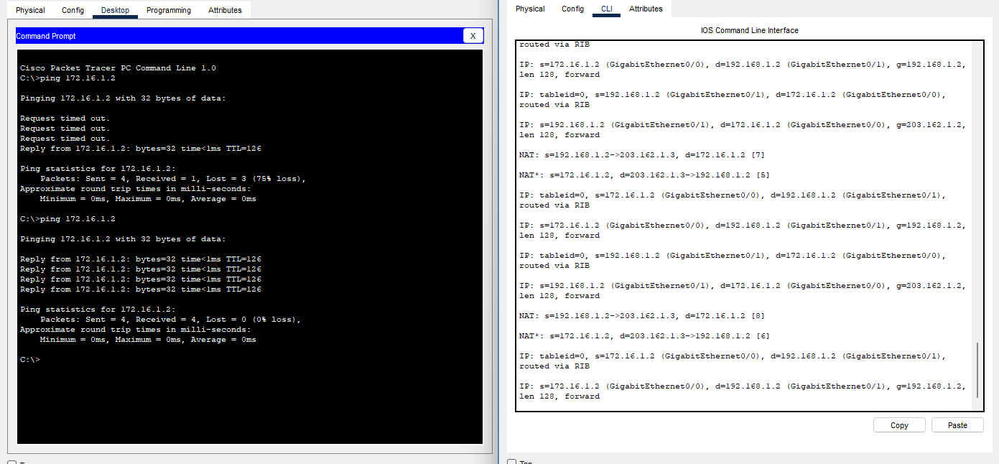 Physical Config Desktop Programming Attributes
Command Prompt
X
Cisco Packet Tracer PC Command Line 1.0
C:\>ping 172.16.1.2
Pinging 172.16.1.2 with 32 bytes of data:
Request timed out.
Request timed out.
Request timed out.
Reply from 172.16.1.2: bytes=32 time<1ms TTL=126
Ping statistics for 172.16.1.2:
Packets: Sent = 4, Received = 1, Lost = 3 (75% loss),
Approximate round trip times in milli-seconds:
Minimum = 0ms, Maximum = 0ms, Average = 0ms
C:\>ping 172.16.1.2
Pinging 172.16.1.2 with 32 bytes of data:
Reply from 172.16.1.2: bytes=32 time<1ms TTL=126
Reply from 172.16.1.2: bytes=32 time<1ms TTL=126
Reply from 172.16.1.2: bytes=32 time<1ms TTL=126
Reply from 172.16.1.2: bytes=32 time<1ms TTL=126
Ping statistics for 172.16.1.2:
Packets: Sent = 4, Received = 4, Lost = 0 (0% loss),
Approximate round trip times in milli-seconds:
Minimum = 0ms, Maximum = 0ms, Average = 0ms
C:\>
Physical Config CLI Attributes
IOS Command Line Interface
routed via RIB
IP: s=172.16.1.2 (GigabitEthernet0/0), d=192.168.1.2 (GigabitEthernet0/1), g=192.168.1.2,
len 128, forward
IP: tableid=0, s=192.168.1.2 (GigabitEthernet0/1), d=172.16.1.2 (GigabitEthernet0/0),
routed via RIB
IP: s=192.168.1.2 (GigabitEthernet0/1), d=172.16.1.2 (GigabitEthernet0/0), g=203.162.1.2,
len 128, forward
NAT: s=192.168.1.2->203.162.1.3, d=172.16.1.2 [7]
NAT*: s=172.16.1.2, d=203.162.1.3->192.168.1.2 [5]
IP: tableid=0, s=172.16.1.2 (GigabitEthernet0/0), d=192.168.1.2 (GigabitEthernet0/1),
routed via RIB
IP: s=172.16.1.2 (GigabitEthernet0/0), d=192.168.1.2 (GigabitEthernet0/1), g=192.168.1.2,
len 128, forward
IP: tableid=0, s=192.168.1.2 (GigabitEthernet0/1), d=172.16.1.2 (GigabitEthernet0/0),
routed via RIB
IP: s=192.168.1.2 (GigabitEthernet0/1), d=172.16.1.2 (GigabitEthernet0/0), g=203.162.1.2,
len 128, forward
NAT: s=192.168.1.2->203.162.1.3, d=172.16.1.2 [8]
NAT*: s=172.16.1.2, d=203.162.1.3->192.168.1.2 [6]
IP: tableid=0, s=172.16.1.2 (GigabitEthernet0/0), d=192.168.1.2 (GigabitEthernet0/1),
routed via RIB
IP: s=172.16.1.2 (GigabitEthernet0/0), d=192.168.1.2 (GigabitEthernet0/1), g=192.168.1.2,
len 128, forward
Copy Paste